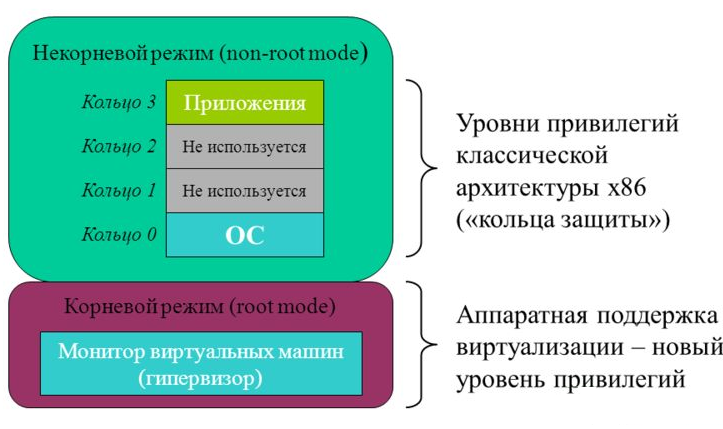 Некорневой режим (non-root mode)
Кольцо 3
Приложения
Кольцо 2
Не используется
Кольцо 1
Не используется
Кольцо 0
ОС
Уровни привилегий
классической
архитектуры x86
(«кольца защиты»)
Корневой режим (root mode)
Монитор виртуальных машин
(гипервизор)
Аппаратная поддержка
виртуализации – новый
уровень привилегий